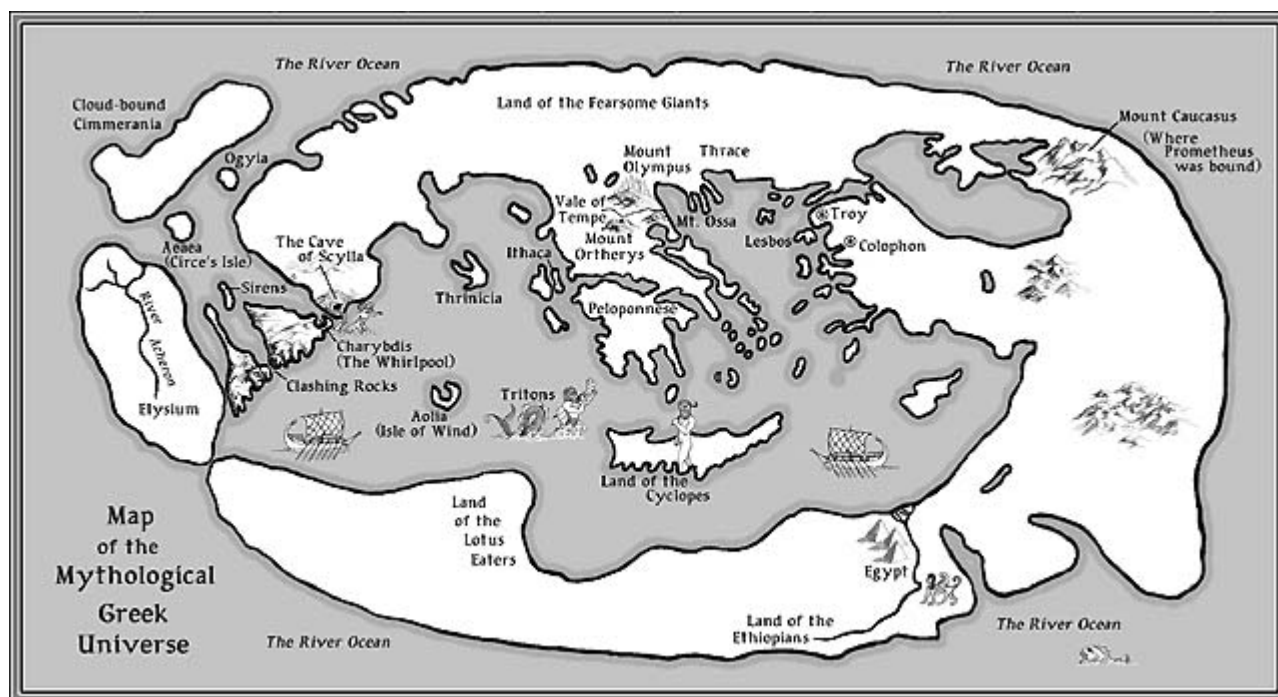 The River Ocean
The River Ocean
Cloud-bound
Cimmerania
Land of the Fearsome Giants
Mount Caucasus
(Where
Prometheus
was bound)
Ogyia
Mount
Olympus
Thrace
Vale of
Tempe
Mt. Ossa
Troy
Lesbos
Colophon
Aeaea
(Circe's Isle)
The Cave
of Scylla
Ithaca
Mount
Ortherys
Sirens
Thrinicia
Peloponnese
River
Acheron
Charybdis
(The Whirlpool)
Clashing Rocks
Elysium
Aolia
(Isle of Wind)
Tritons
Land of the
Cyclopes
Land
of the
Lotus
Eaters
Map
of the
Mythological
Greek
Universe
Egypt
Land of the
Ethiopians
The River Ocean
The River Ocean